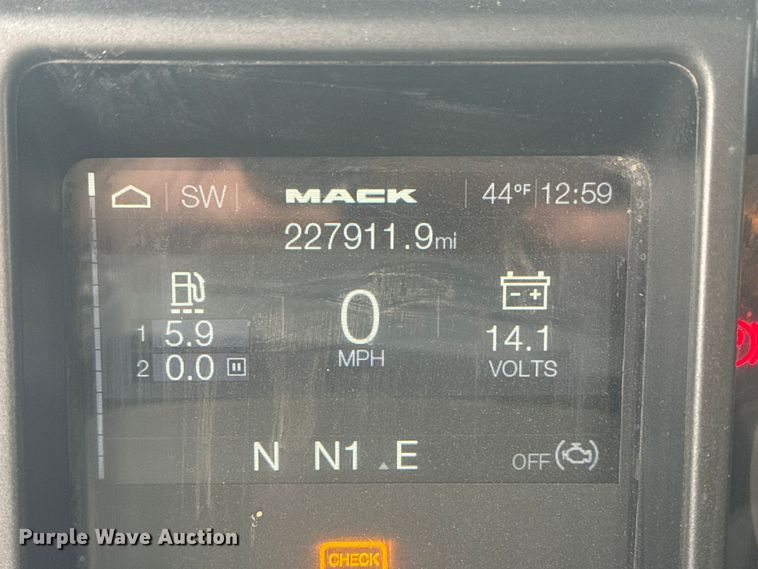 SW MACK 44°F 12:59
227911.9mi
1 5.9
2 0.0
0
MPH
14.1
VOLTS
N N1 E
OFF
CHECK
Purple Wave Auction